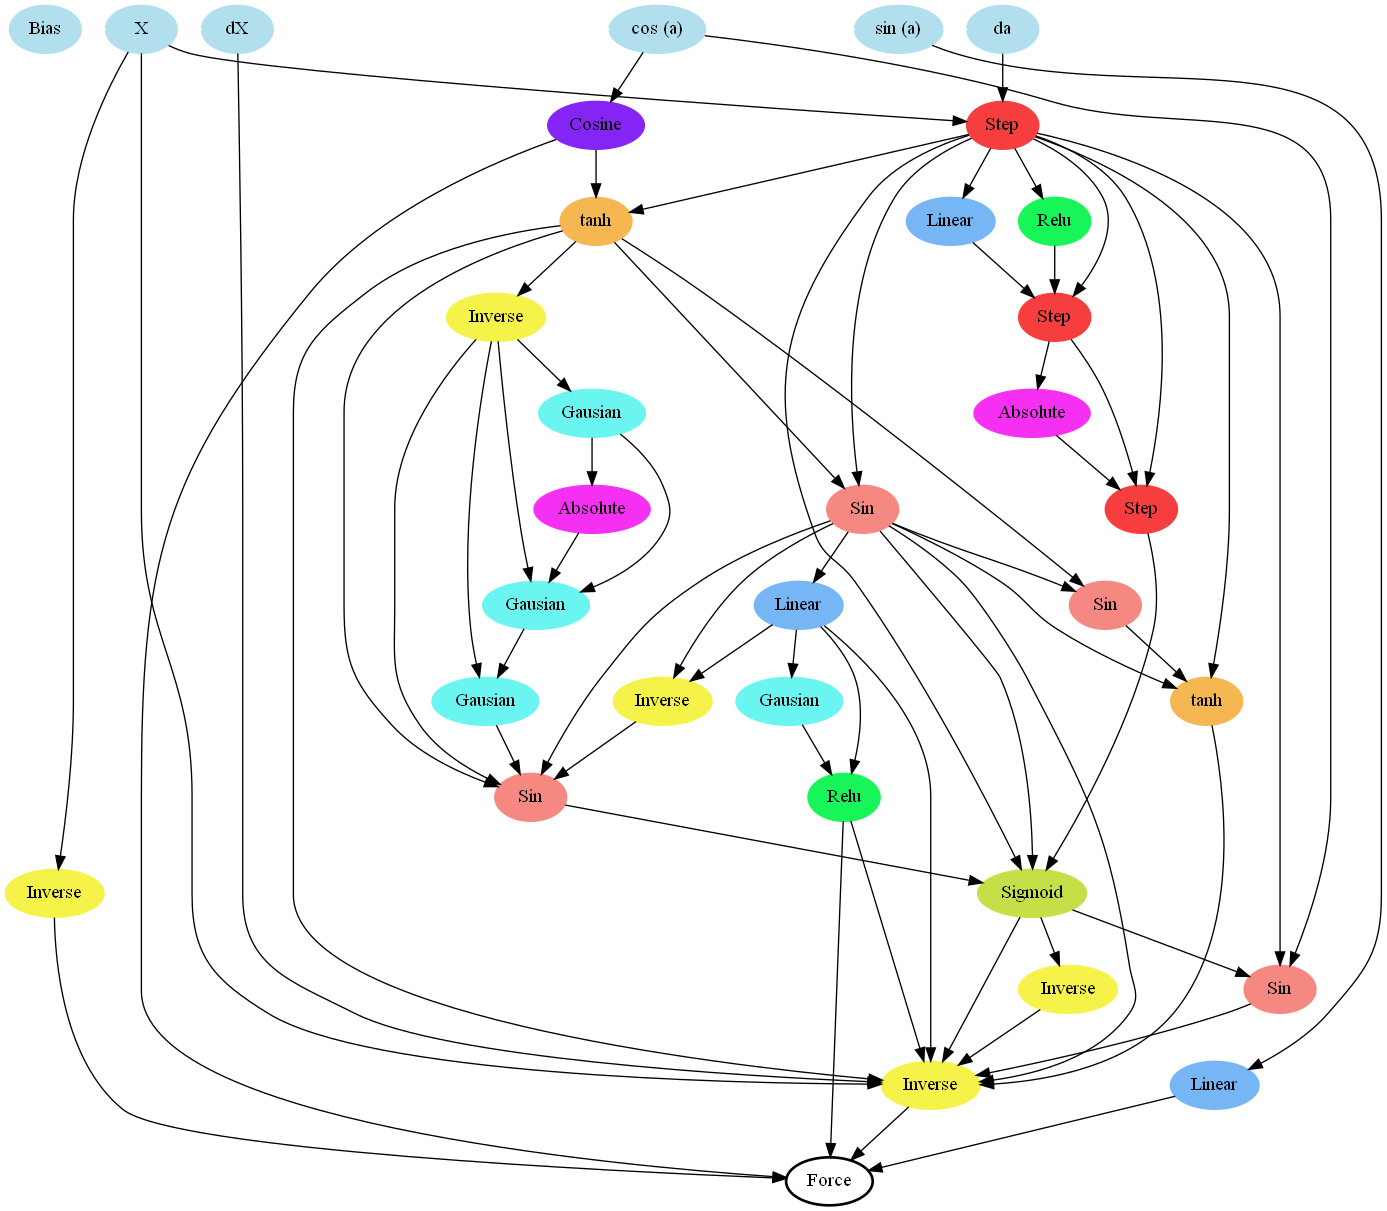 Bias
X
dX
cos (a)
sin (a)
da
Cosine
Step
tanh
Linear
Relu
Inverse
Step
Gausian
Absolute
Absolute
Sin
Step
Gausian
Linear
Sin
Gausian
Inverse
Gausian
tanh
Sin
Relu
Inverse
Sigmoid
Inverse
Sin
Inverse
Linear
Force